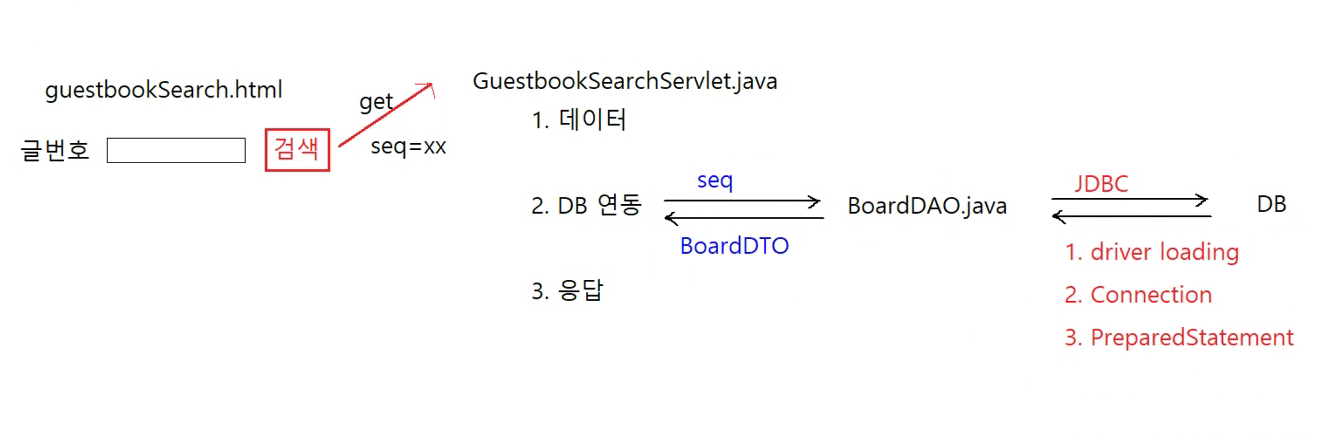 guestbookSearch.html
글번호
검색
get
seq=xx
GuestbookSearchServlet.java
1. 데이터
2. DB 연동
seq
BoardDTO
BoardDAO.java
JDBC
DB
1. driver loading
2. Connection
3. PreparedStatement
3. 응답